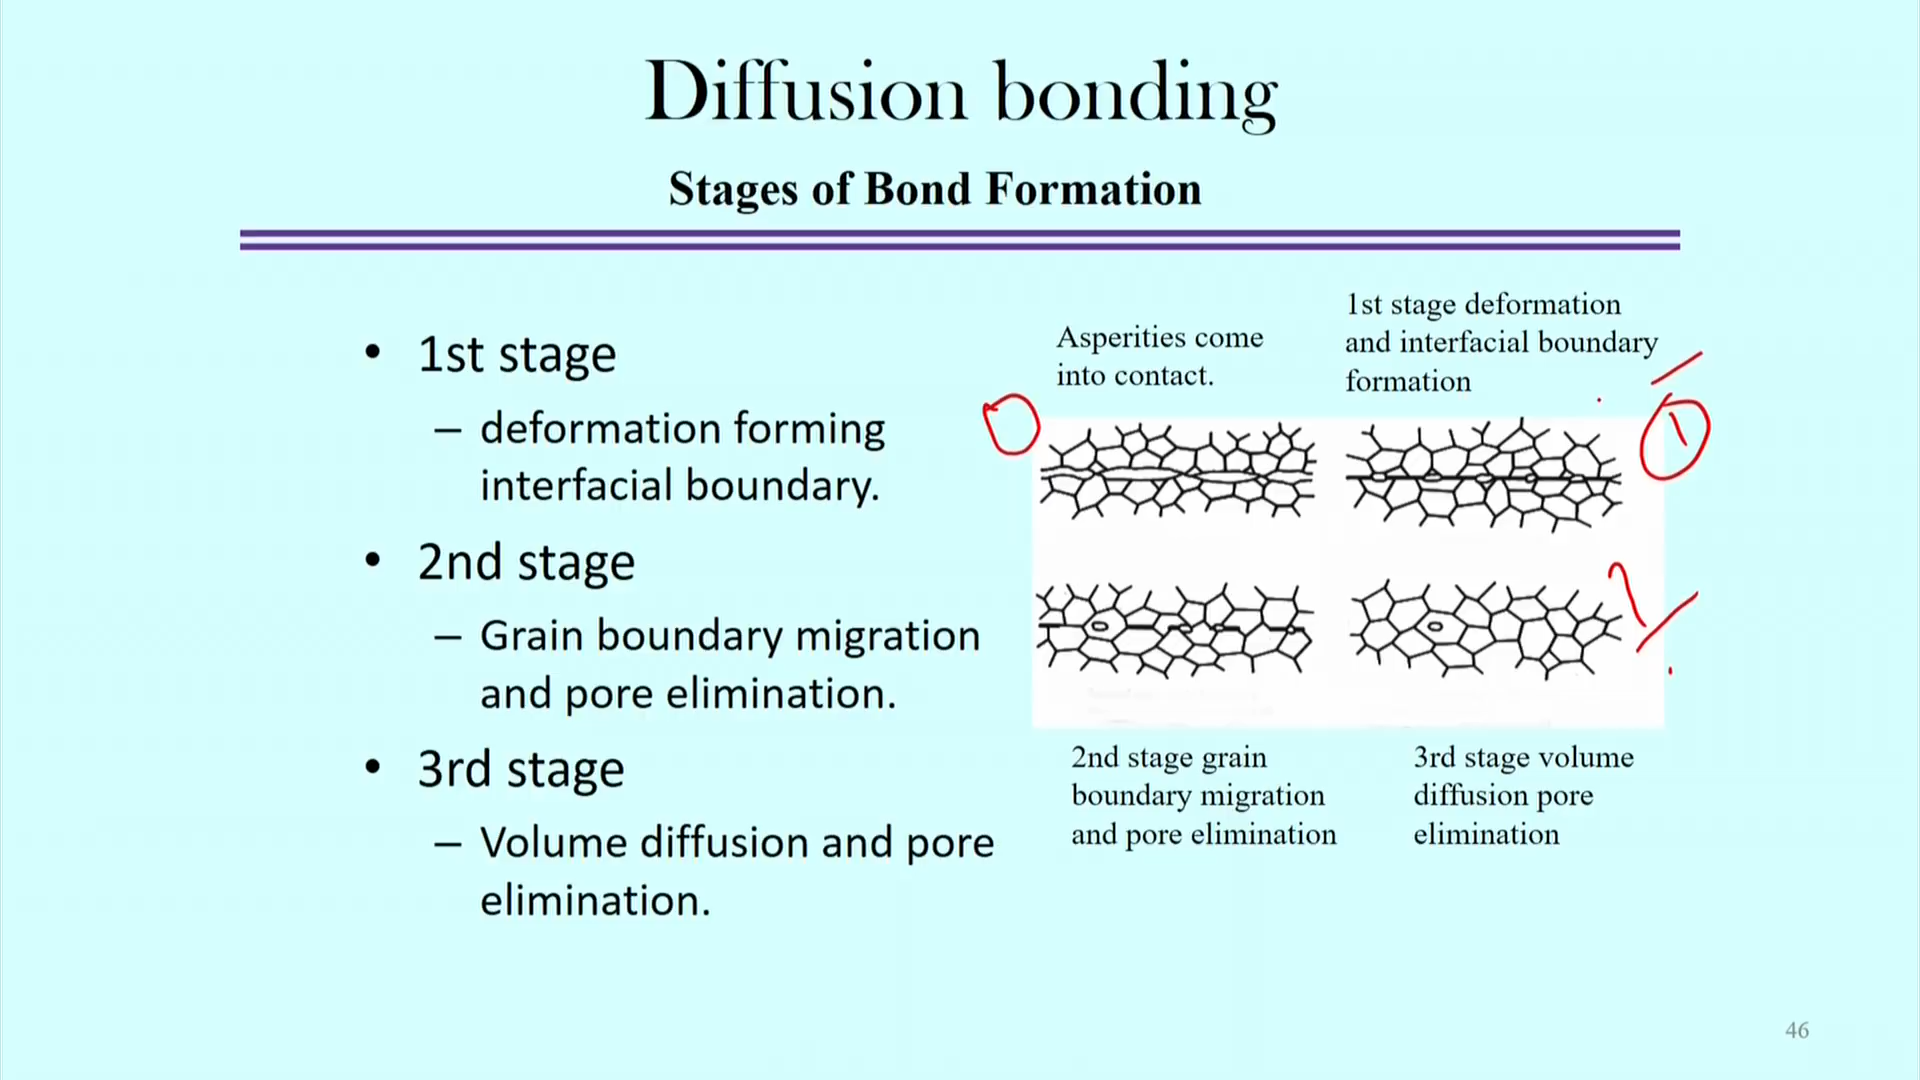 Diffusion bonding
Stages of Bond Formation
• 1st stage
– deformation forming
interfacial boundary.
• 2nd stage
– Grain boundary migration
and pore elimination.
• 3rd stage
– Volume diffusion and pore
elimination.
Asperities come
into contact.
1st stage deformation
and interfacial boundary
formation
1
2nd stage grain
boundary migration
and pore elimination
3rd stage volume
diffusion pore
elimination
46